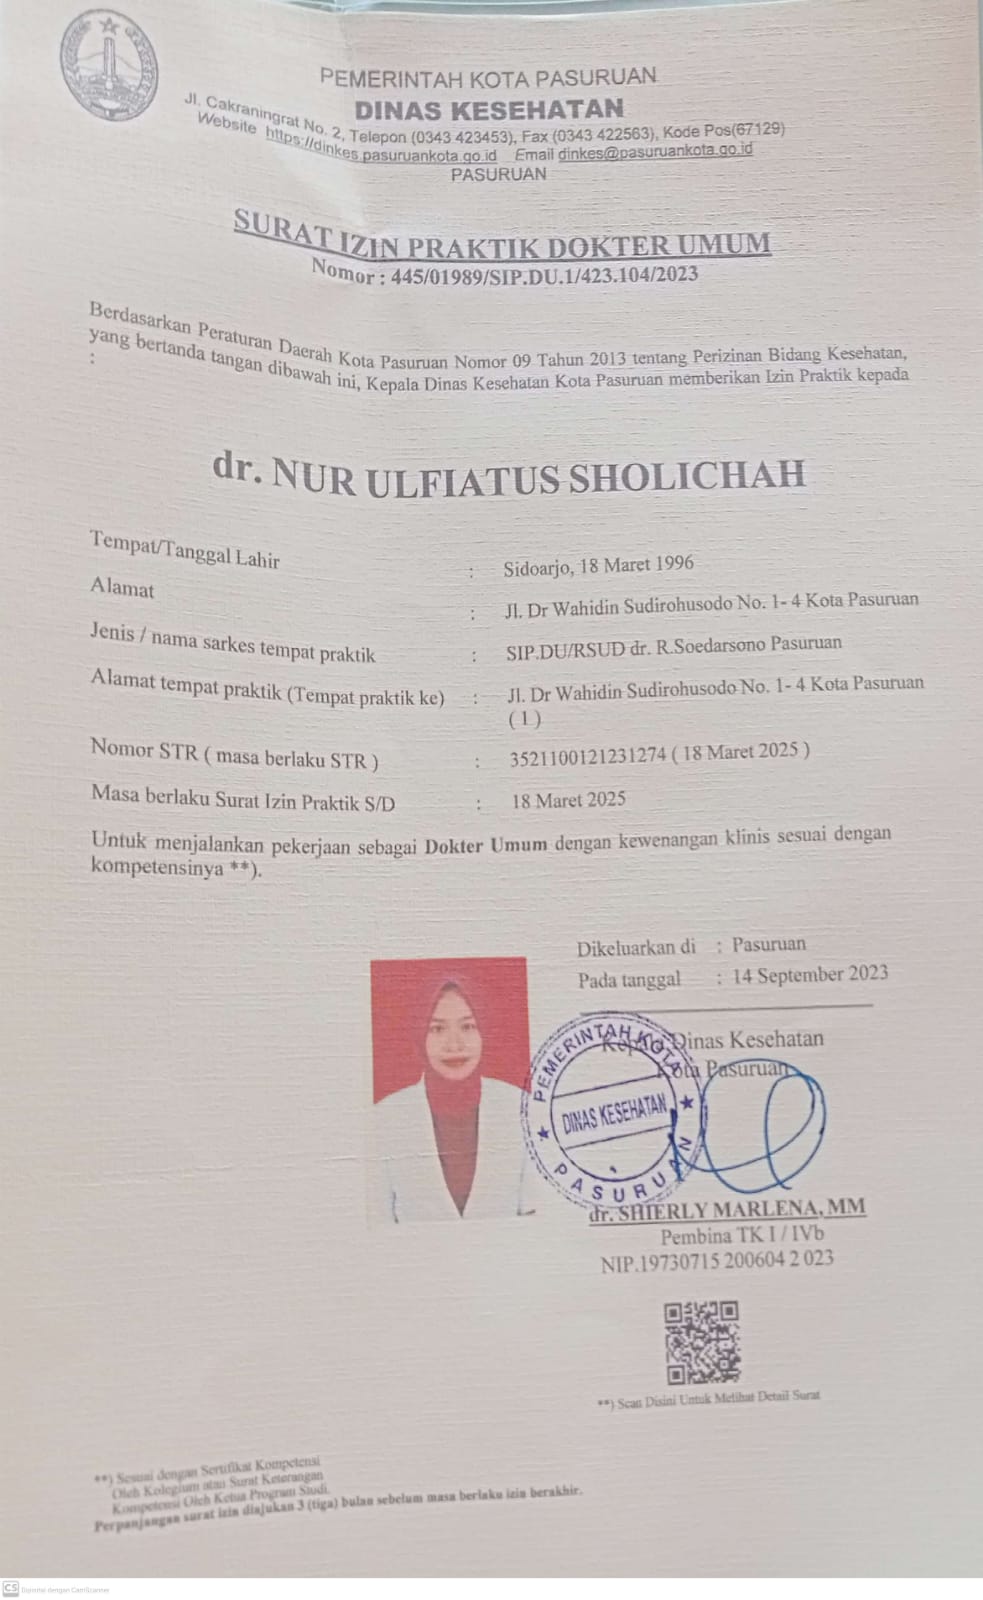 PEMERINTAH KOTA PASURUAN
DINAS KESEHATAN
Jl. Cakraningrat No. 2, Telepon (0343 423453), Fax (0343 422563), Kode Pos(67129)
Website https://dinkes.pasuruankota.go.id Email dinkes@pasuruankota.go.id
PASURUAN
SURAT IZIN PRAKTIK DOKTER UMUM
Nomor : 445/01989/SIP.DU.1/423.104/2023
Berdasarkan Peraturan Daerah Kota Pasuruan Nomor 09 Tahun 2013 tentang Perizinan Bidang Kesehatan,
yang bertanda tangan dibawah ini, Kepala Dinas Kesehatan Kota Pasuruan memberikan Izin Praktik kepada
:
dr. NUR ULFIATUS SHOLICHAH
Tempat/Tanggal Lahir : Sidoarjo, 18 Maret 1996
Alamat : Jl. Dr Wahidin Sudirohusodo No. 1- 4 Kota Pasuruan
Jenis / nama sarkes tempat praktik : SIP.DU/RSUD dr. R.Soedarsono Pasuruan
Alamat tempat praktik (Tempat praktik ke) : Jl. Dr Wahidin Sudirohusodo No. 1- 4 Kota Pasuruan
( 1 )
Nomor STR ( masa berlaku STR ) : 3521100121231274 ( 18 Maret 2025 )
Masa berlaku Surat Izin Praktik S/D : 18 Maret 2025
Untuk menjalankan pekerjaan sebagai Dokter Umum dengan kewenangan klinis sesuai dengan
kompetensinya **).
Dikeluarkan di : Pasuruan
Pada tanggal : 14 September 2023
Kepala Dinas Kesehatan
Kota Pasuruan
PEMERINTAH KOTA
DINAS KESEHATAN
PASURUAN
dr. SHIERLY MARLENA, MM
Pembina TK I / IVb
NIP.19730715 200604 2 023
**) Scan Disini Untuk Melihat Detail Surat
**) Sesuai dengan Sertifikat Kompetensi
Oleh Kolegium atau Surat Keterangan
Kompetensi Oleh Ketua Program Studi.
Perpanjangan surat izin diajukan 3 (tiga) bulan sebelum masa berlaku izin berakhir.
CS Dipindai dengan CamScanner